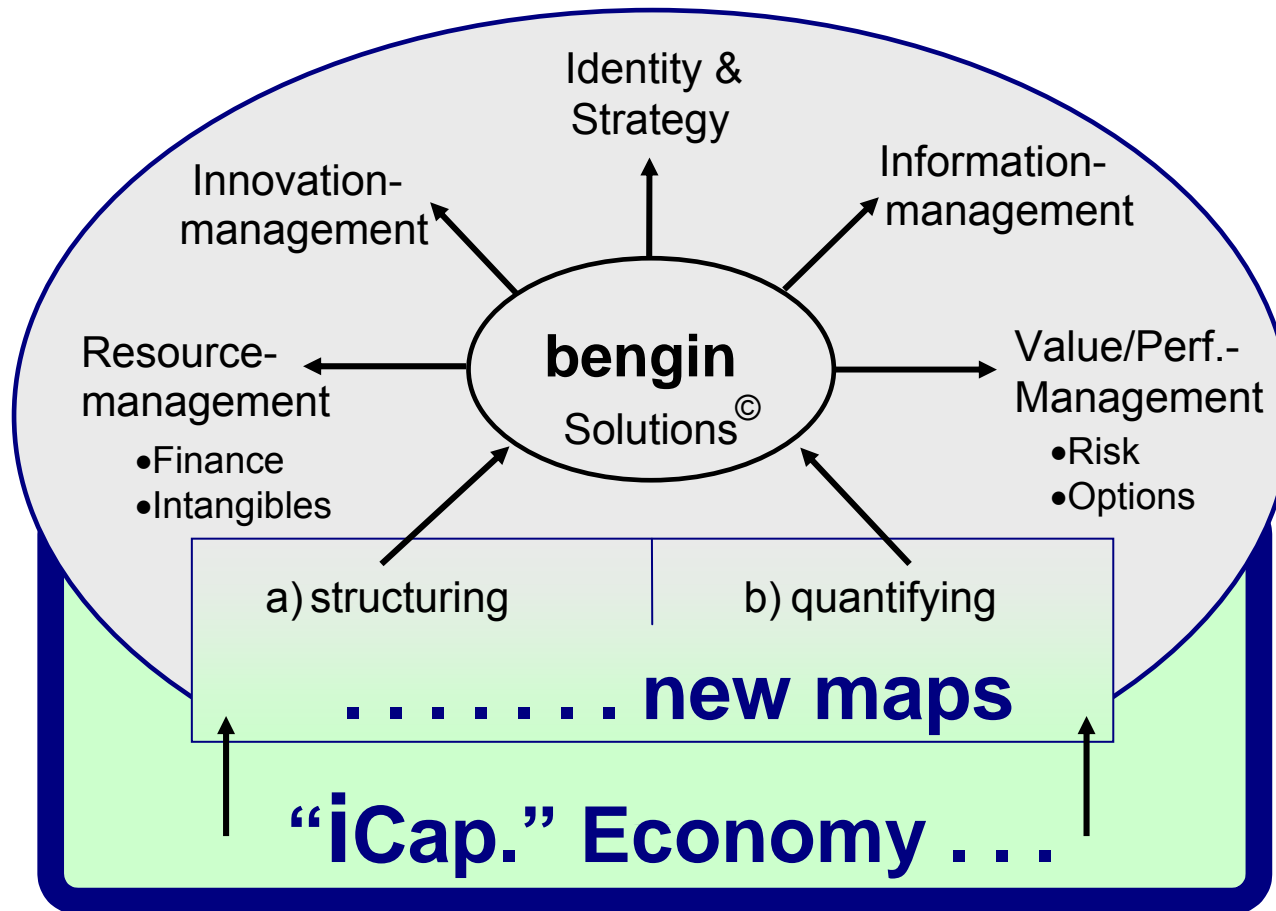 Identity &
Strategy
Innovation-
management
Information-
management
Resource-
management
•Finance
•Intangibles
bengin
Solutions©
Value/Perf.-
Management
•Risk
•Options
a) structuring
b) quantifying
. . . . . . . new maps
“iCap.” Economy . . .